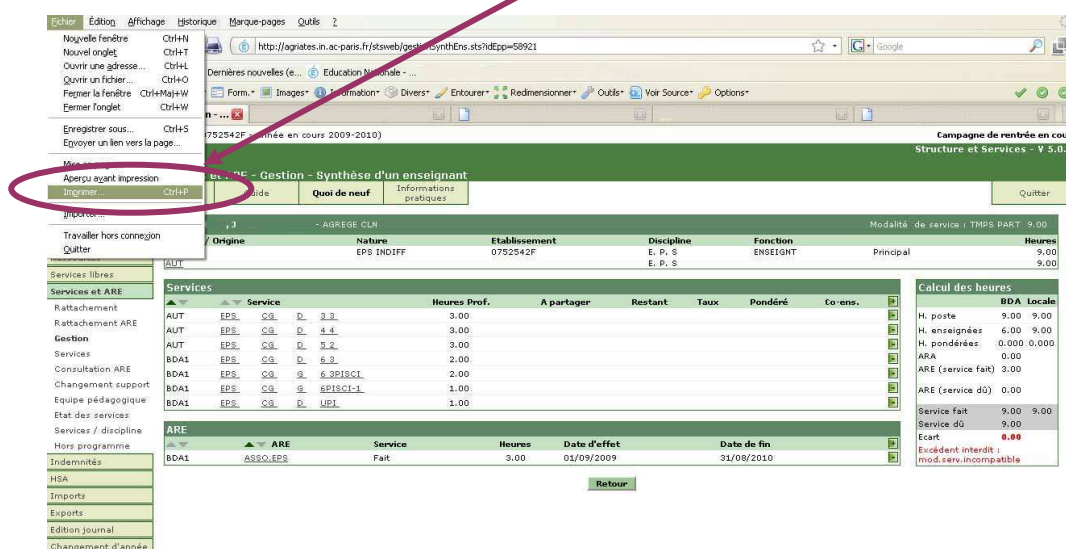 Fichier Édition Affichage Historique Marque-pages Outils ?
Nouvelle fenêtre Ctrl+N
Nouvel onglet Ctrl+T
Ouvrir une adresse... Ctrl+L
Ouvrir un fichier... Ctrl+O
Fermer la fenêtre Ctrl+Maj+W
Fermer l'onglet Ctrl+W
Enregistrer sous... Ctrl+S
Envoyer un lien vers la page...
Aperçu avant impression
Imprimer... Ctrl+P
Importer...
Travailler hors connexion
Quitter
http://agriates.in.ac-paris.fr/stsweb/gestionSynthEns.sts?idEpp=58921
Google
Dernières nouvelles (e... Education Nationale - ...
Form. Images Information Divers Entourer Redimensionner Outils Voir Source Options
n - ...
0752542F - Année en cours 2009-2010) Campagne de rentrée en cou
Structure et Services - V 5.0.
et ARE - Gestion - Synthèse d'un enseignant
Guide Quoi de neuf Informations pratiques Quitter
, J - AGREGE CLN Modalité de service : TMPS PART 9.00
/ Origine Nature Etablissement Discipline Fonction Heures
EPS INDIFF 0752542F E. P. S ENSEIGNT Principal 9.00
AUT E. P. S 9.00
Services libres
Services et ARE
Rattachement
Rattachement ARE
Gestion
Services
Consultation ARE
Changement support
Equipe pédagogique
Etat des services
Services / discipline
Hors programme
Indemnités
HSA
Imports
Exports
Edition journal
Changement d'année
Services
Service Heures Prof. A partager Restant Taux Pondéré Co-ens.
AUT EPS CG D 3 3 3.00
AUT EPS CG D 4 4 3.00
AUT EPS CG D 5 2 3.00
BDA1 EPS CG D 6 3 2.00
BDA1 EPS CG G 6 3PISCI 2.00
BDA1 EPS CG G 6PISCI-1 1.00
BDA1 EPS CG D UPI 1.00
ARE
ARE Service Heures Date d'effet Date de fin
BDA1 ASSO.EPS Fait 3.00 01/09/2009 31/08/2010
Retour
Calcul des heures
BDA Locale
H. poste 9.00 9.00
H. enseignées 6.00 9.00
H. pondérées 0.000 0.000
ARA 0.00
ARE (service fait) 3.00
ARE (service dû) 0.00
Service fait 9.00 9.00
Service dû 9.00
Ecart 0.00
Excédent interdit :
mod.serv.incompatible